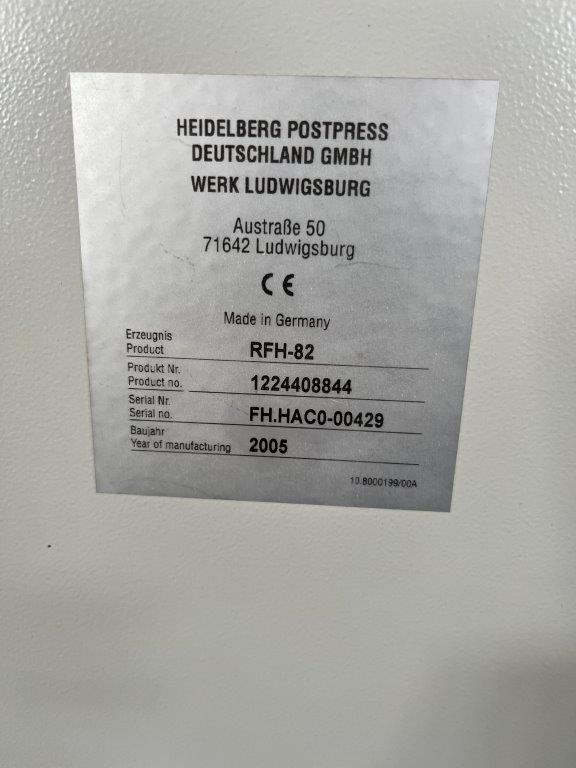 HEIDELBERG POSTPRESS
DEUTSCHLAND GMBH
WERK LUDWIGSBURG
Austraße 50
71642 Ludwigsburg
CE
Made in Germany
Erzeugnis
Product RFH-82
Produkt Nr.
Product no. 1224408844
Serial Nr.
Serial no. FH.HAC0-00429
Baujahr
Year of manufacturing 2005
10.8000199/00A